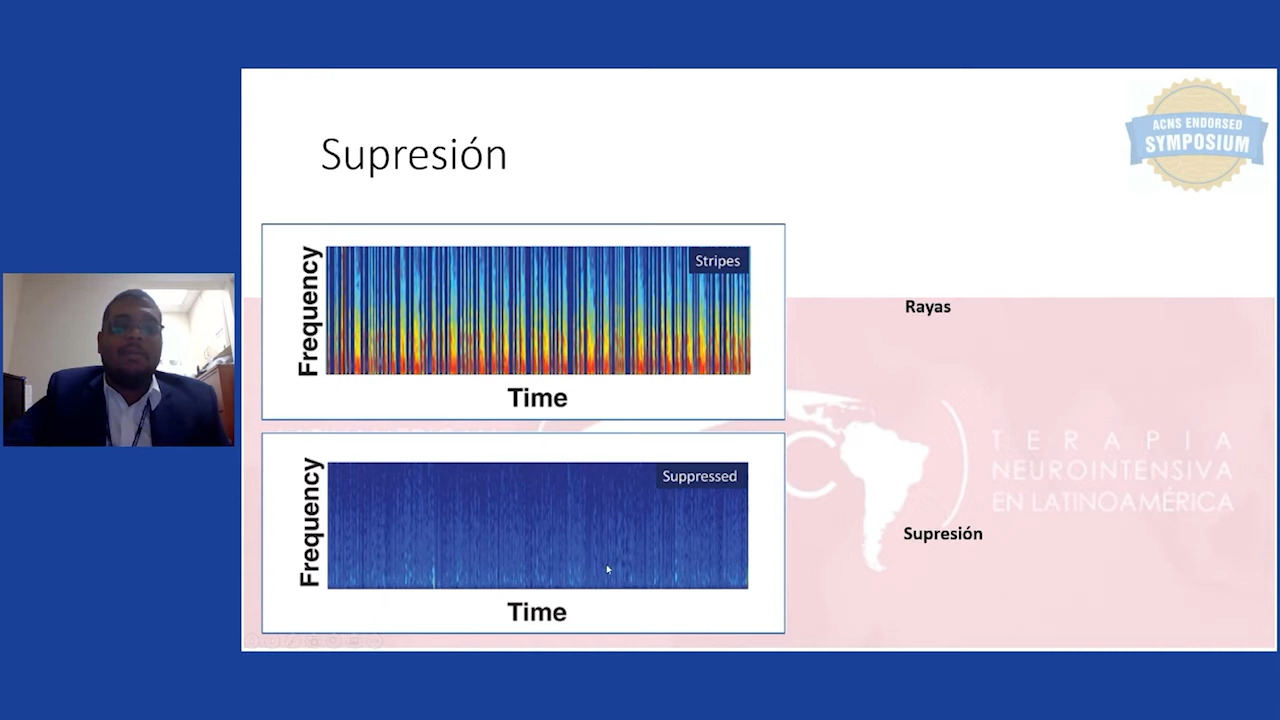 ACNS ENDORSED
SYMPOSIUM
Supresión
Frequency
Stripes
Time
Rayas
Frequency
Suppressed
Time
TERAPIA
NEUROINTENSIVA
EN LATINOAMÉRICA
Supresión